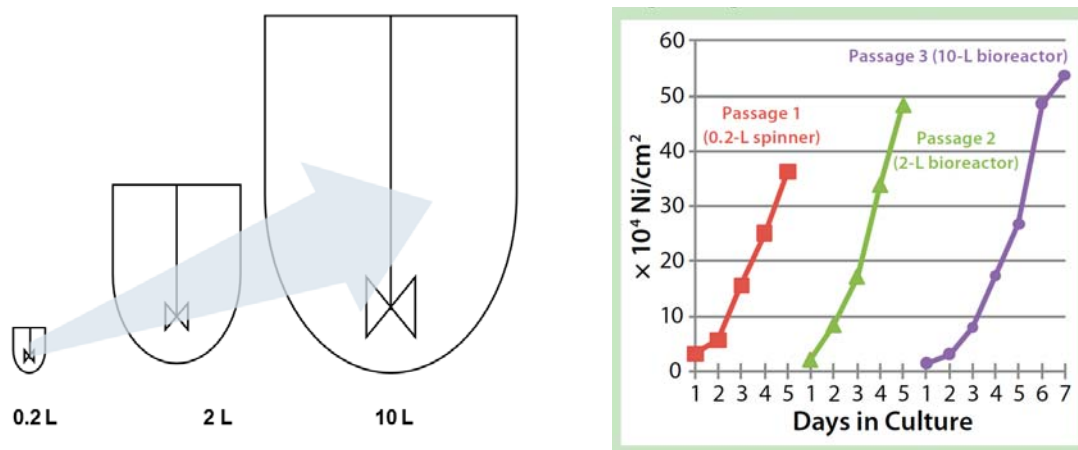 0.2 L
2 L
10 L
60
50
40
30
20
10
0
× 10⁴ Ni/cm²
Passage 1
(0.2-L spinner)
Passage 2
(2-L bioreactor)
Passage 3 (10-L bioreactor)
1 2 3 4 5 1 2 3 4 5 1 2 3 4 5 6 7
Days in Culture